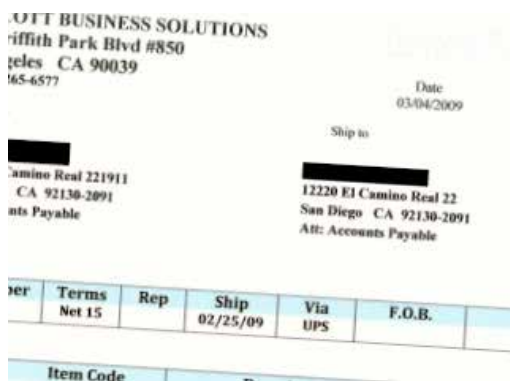 OTT BUSINESS SOLUTIONS
riffith Park Blvd #850
geles CA 90039
265-6577
Date
03/04/2009
Ship to
Camino Real 221911
CA 92130-2091
nts Payable
12220 El Camino Real 22
San Diego CA 92130-2091
Att: Accounts Payable
ber Terms Rep Ship Via F.O.B.
Net 15 02/25/09 UPS
Item Code